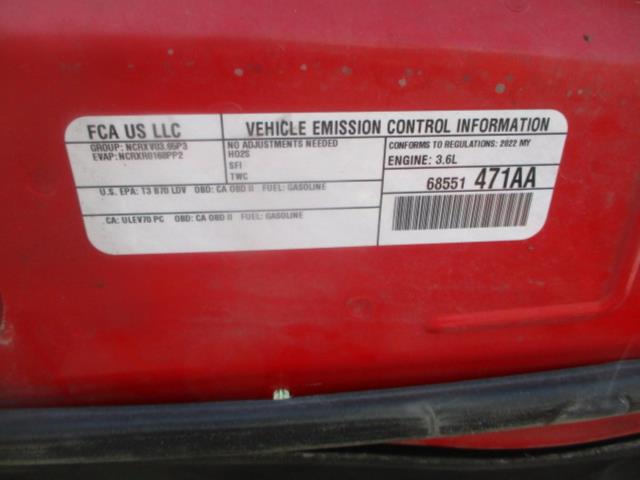 FCA US LLC
VEHICLE EMISSION CONTROL INFORMATION
GROUP: NCRXV03.65P3
EVAP: NCRXR0160PP2
NO ADJUSTMENTS NEEDED
HO2S
SFI
TWC
CONFORMS TO REGULATIONS: 2022 MY
ENGINE: 3.6L
U.S. EPA: T3 B70 LDV OBD: CA OBD II FUEL: GASOLINE
CA: ULEV70 PC OBD: CA OBD II FUEL: GASOLINE
68551 471AA